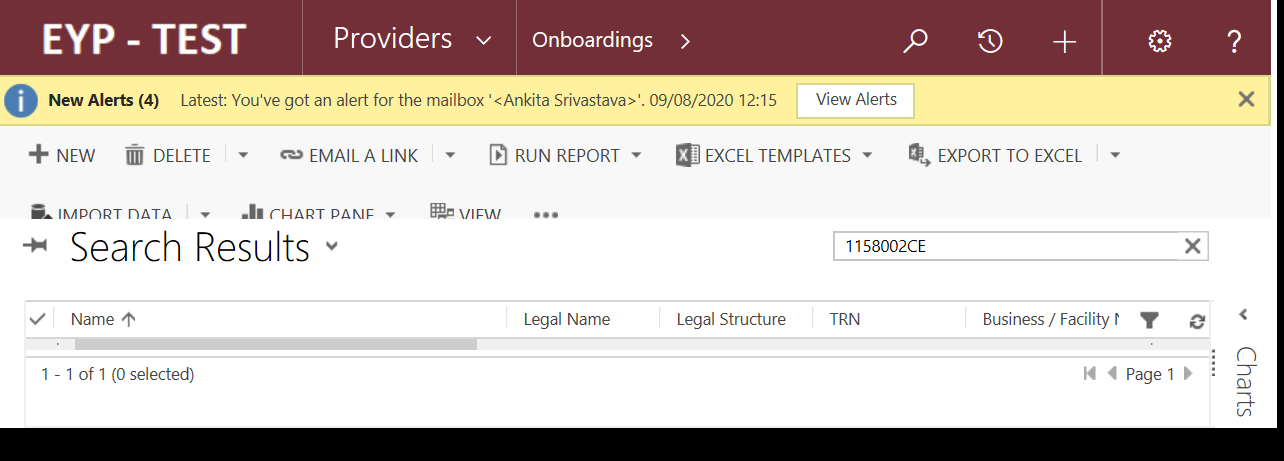 EYP - TEST Providers Onboardings
New Alerts (4) Latest: You've got an alert for the mailbox '<Ankita Srivastava>'. 09/08/2020 12:15 View Alerts
NEW DELETE EMAIL A LINK RUN REPORT EXCEL TEMPLATES EXPORT TO EXCEL
IMPORT DATA CHART PANE VIEW
Search Results 1158002CE
Name Legal Name Legal Structure TRN Business / Facility
1 - 1 of 1 (0 selected) Page 1
Charts